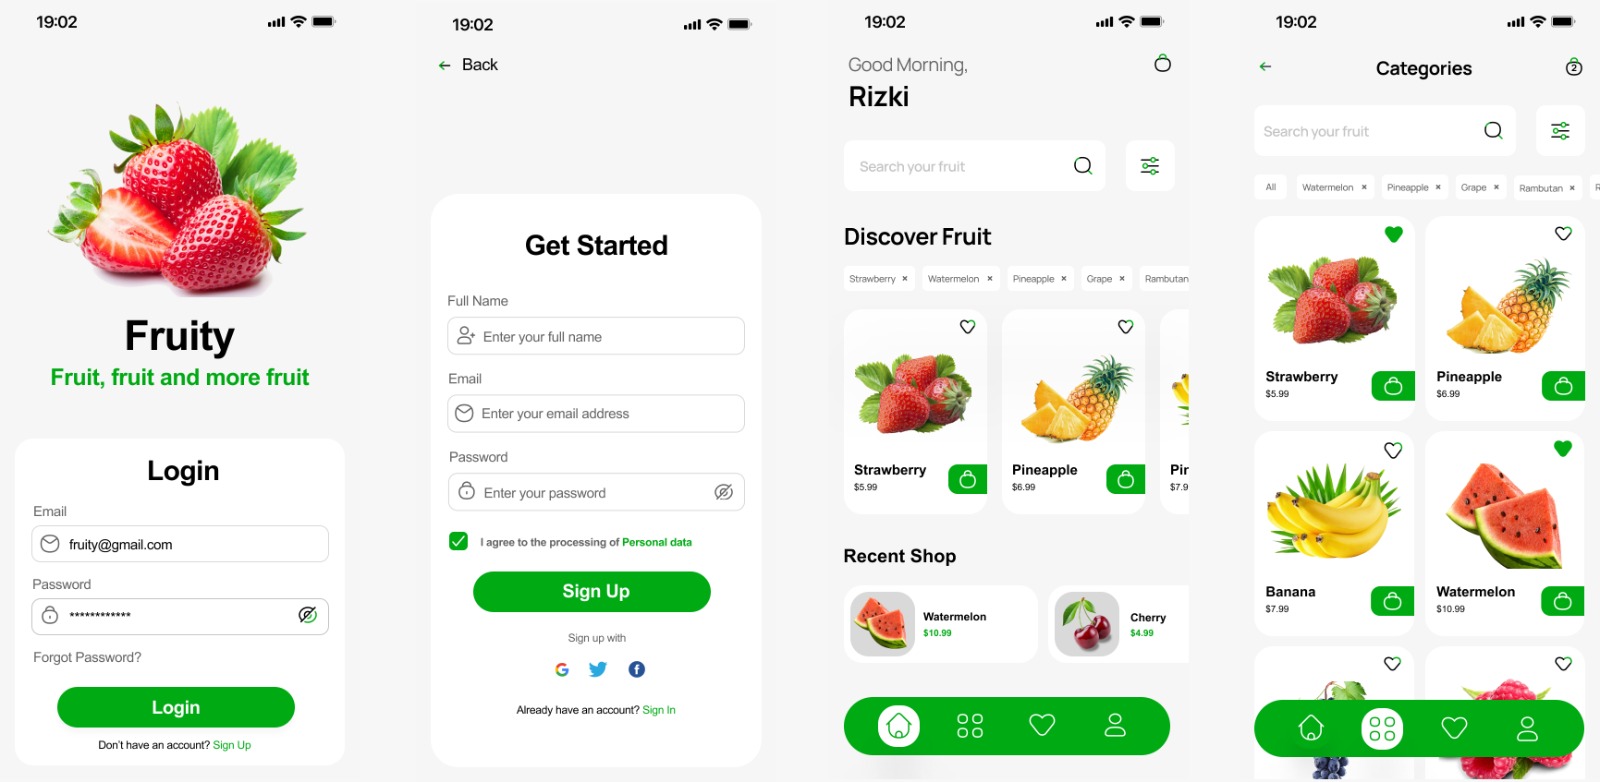 19:02
Fruity
Fruit, fruit and more fruit
Login
Email
fruity@gmail.com
Password
************
Forgot Password?
Login
Don't have an account? Sign Up
19:02
Back
Get Started
Full Name
Enter your full name
Email
Enter your email address
Password
Enter your password
I agree to the processing of Personal data
Sign Up
Sign up with
Already have an account? Sign In
19:02
Good Morning,
Rizki
Search your fruit
Discover Fruit
Strawberry × Watermelon × Pineapple × Grape × Rambutan
Strawberry
$5.99
Pineapple
$6.99
Pir
$7.9
Recent Shop
Watermelon
$10.99
Cherry
$4.99
19:02
Categories
2
Search your fruit
All Watermelon × Pineapple × Grape × Rambutan × R
Strawberry
$5.99
Pineapple
$6.99
Banana
$7.99
Watermelon
$10.99